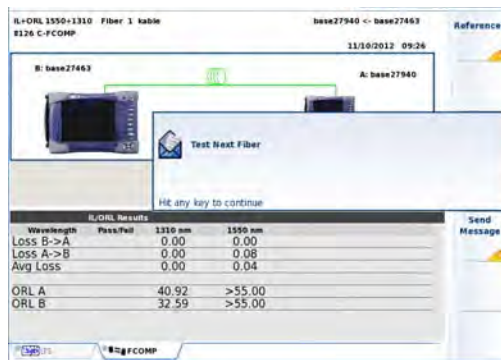 IL+ORL 1550+1310 Fiber 1 kable
base27940 <- base27463
8126 C-FCOMP
11/10/2012 09:26
Reference
B: base27463
A: base27940
Test Next Fiber
Hit any key to continue
IL/ORL Results
Wavelength Pass/Fail 1310 nm 1550 nm
Loss B->A 0.00 0.00
Loss A->B 0.00 0.08
Avg Loss 0.00 0.04
ORL A 40.92 >55.00
ORL B 32.59 >55.00
Send
Message
FCOMP